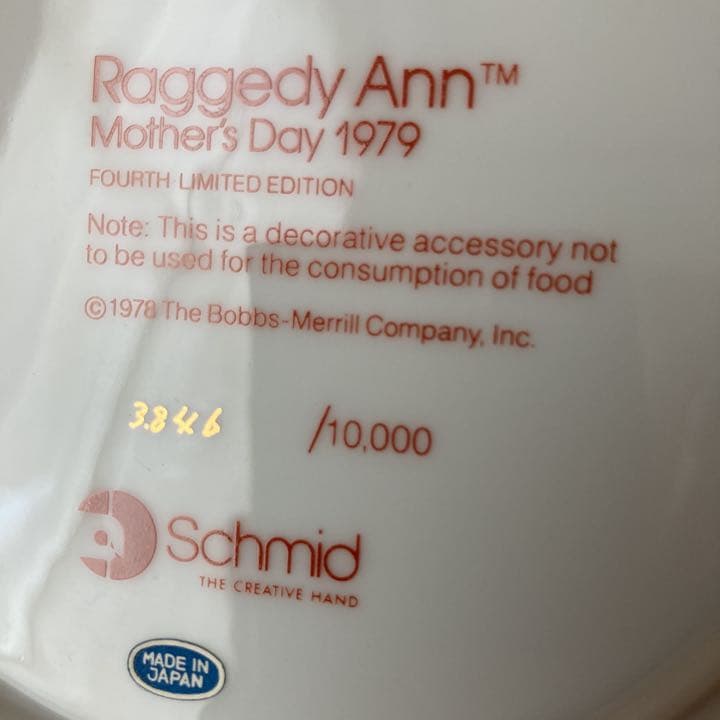 Raggedy Ann™
Mother's Day 1979
FOURTH LIMITED EDITION
Note: This is a decorative accessory not
to be used for the consumption of food
©1978 The Bobbs-Merrill Company, Inc.
3846 /10,000
Schmid
THE CREATIVE HAND
MADE IN
JAPAN